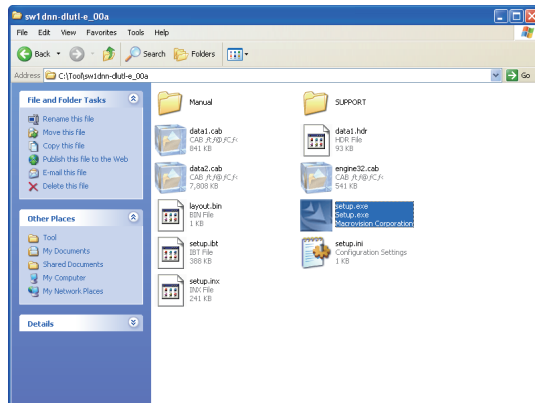 sw1dnn-dlutl-e_00a
File Edit View Favorites Tools Help
Back Search Folders
Address C:\Tool\sw1dnn-dlutl-e_00a Go
File and Folder Tasks
Rename this file
Move this file
Copy this file
Publish this file to the Web
E-mail this file
Delete this file
Other Places
Tool
My Documents
Shared Documents
My Computer
My Network Places
Details
Manual
SUPPORT
data1.cab
CAB
841 KB
data1.hdr
HDR File
93 KB
data2.cab
CAB
7,808 KB
engine32.cab
CAB
541 KB
layout.bin
BIN File
1 KB
setup.exe
Setup.exe
Macrovision Corporation
setup.ibt
IBT File
388 KB
setup.ini
Configuration Settings
1 KB
setup.inx
INX File
241 KB